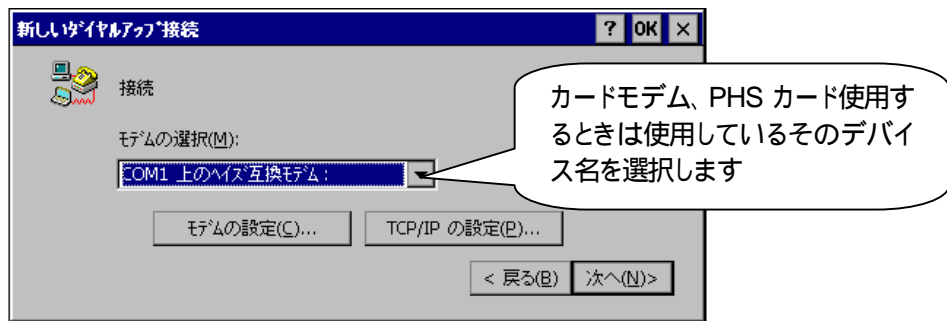 新しいﾀﾞｲﾔﾙｱｯﾌﾟ接続
? OK ×
接続
カードモデム、PHS カード使用す
るときは使用しているそのデバイ
ス名を選択します
ﾓﾃﾞﾑの選択(M):
COM1 上のﾍｲｽﾞ互換ﾓﾃﾞﾑ :
ﾓﾃﾞﾑの設定(C)... TCP/IP の設定(P)...
< 戻る(B) 次へ(N)>